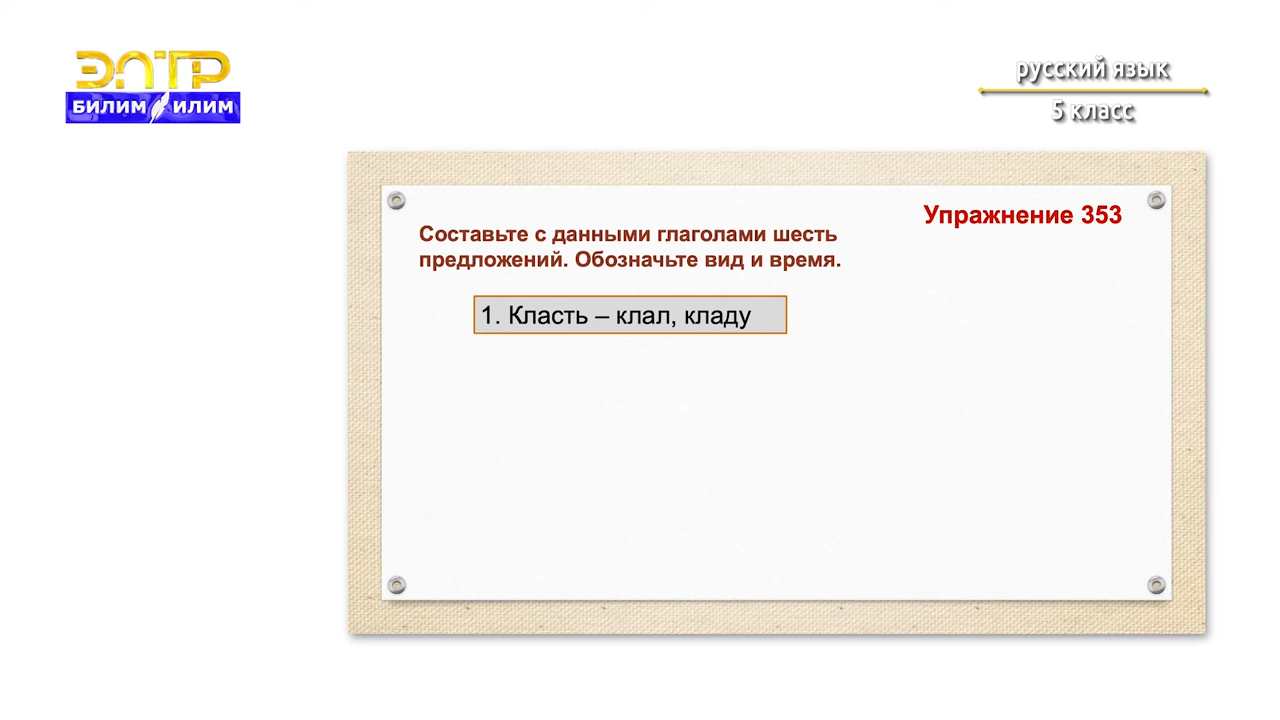 ЭЛТР
БИЛИМ ИЛИМ
русский язык
5 класс
Упражнение 353
Составьте с данными глаголами шесть
предложений. Обозначьте вид и время.
1. Класть – клал, кладу